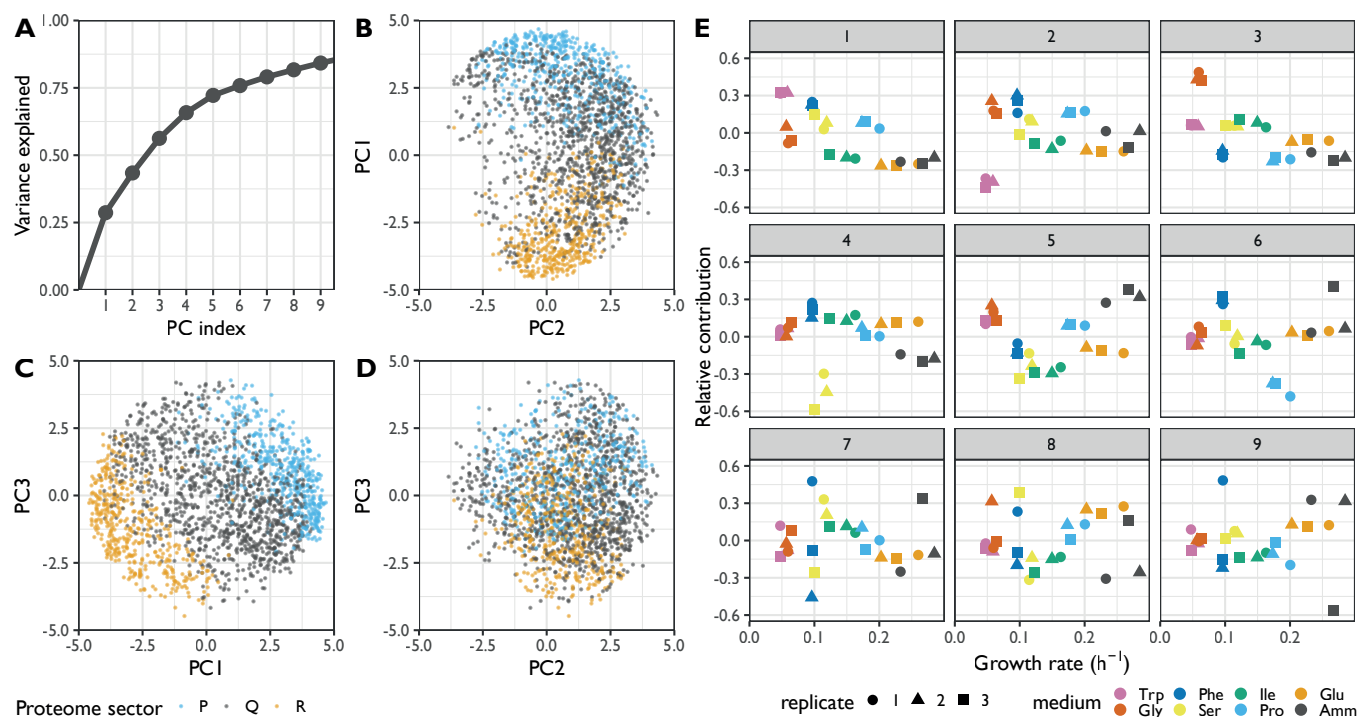 A
B
E
1.00
0.75
0.50
0.25
0.00
Variance explained
1 2 3 4 5 6 7 8 9
PC index
5.0
2.5
0.0
-2.5
-5.0
PC1
-5.0 -2.5 0.0 2.5 5.0
PC2
C
D
5.0
2.5
0.0
-2.5
-5.0
PC3
-5.0 -2.5 0.0 2.5 5.0
PC1
5.0
2.5
0.0
-2.5
-5.0
PC3
-5.0 -2.5 0.0 2.5 5.0
PC2
Proteome sector P Q R
1 2 3
0.6
0.3
0.0
-0.3
-0.6
4 5 6
0.6
0.3
0.0
-0.3
-0.6
7 8 9
0.6
0.3
0.0
-0.3
-0.6
Relative contribution
0.0 0.1 0.2 0.0 0.1 0.2 0.0 0.1 0.2
Growth rate (h⁻¹)
replicate 1 2 3
medium Trp Phe Ile Glu
Gly Ser Pro Amm